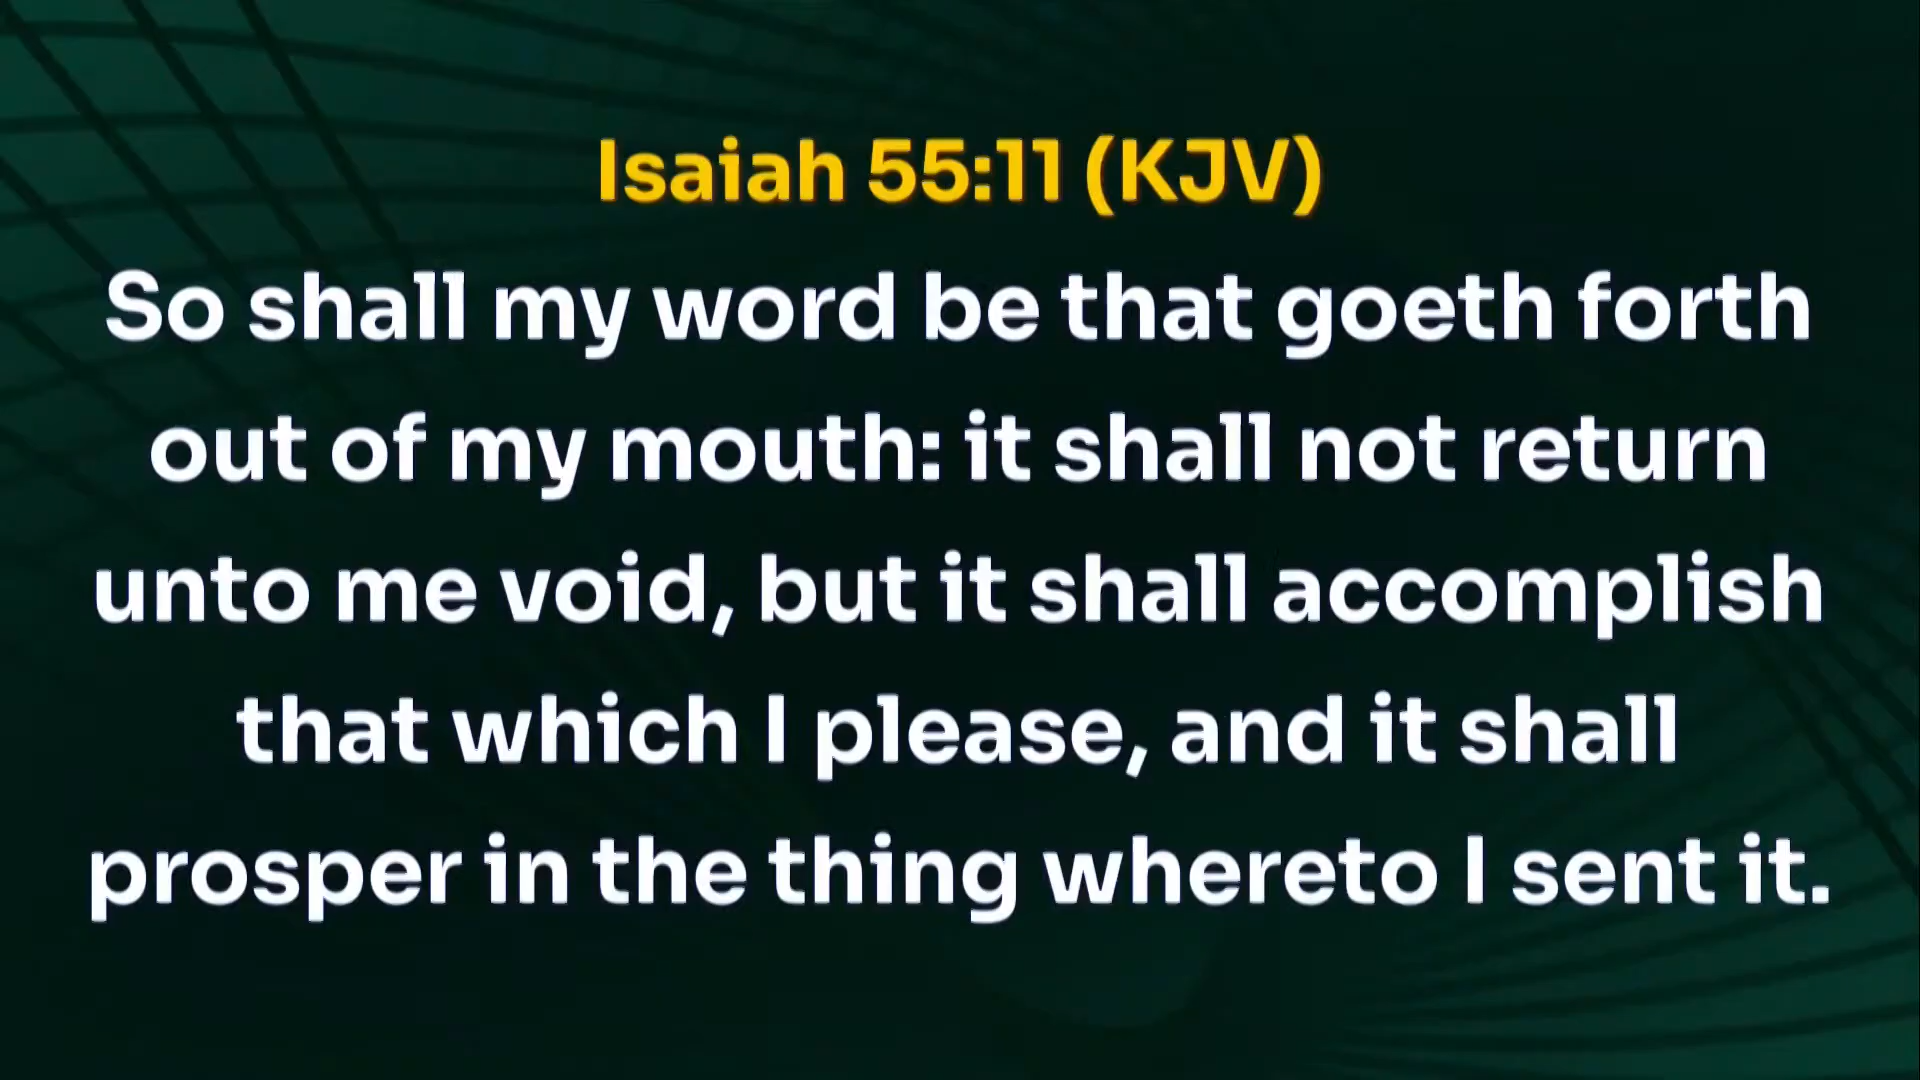 Isaiah 55:11 (KJV)
So shall my word be that goeth forth
out of my mouth: it shall not return
unto me void, but it shall accomplish
that which I please, and it shall
prosper in the thing whereto I sent it.